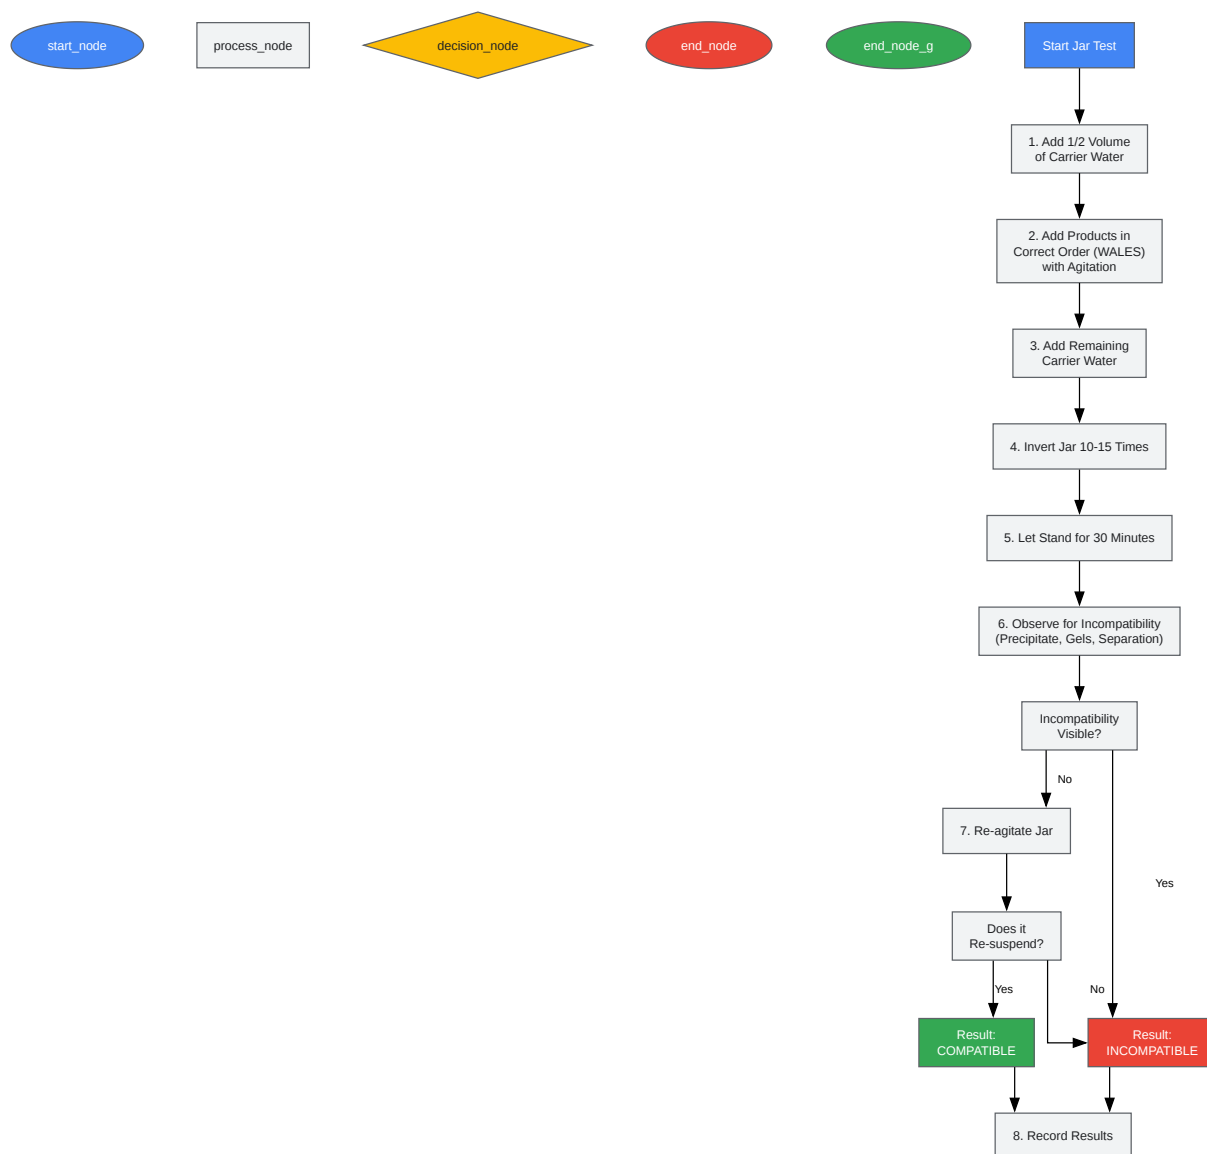 start_node
process_node
decision_node
end_node
end_node_g
Start Jar Test
1. Add 1/2 Volume
of Carrier Water
2. Add Products in
Correct Order (WALES)
with Agitation
3. Add Remaining
Carrier Water
4. Invert Jar 10-15 Times
5. Let Stand for 30 Minutes
6. Observe for Incompatibility
(Precipitate, Gels, Separation)
Incompatibility
Visible?
No
7. Re-agitate Jar
Yes
Does it
Re-suspend?
Yes
No
Result:
COMPATIBLE
Result:
INCOMPATIBLE
8. Record Results